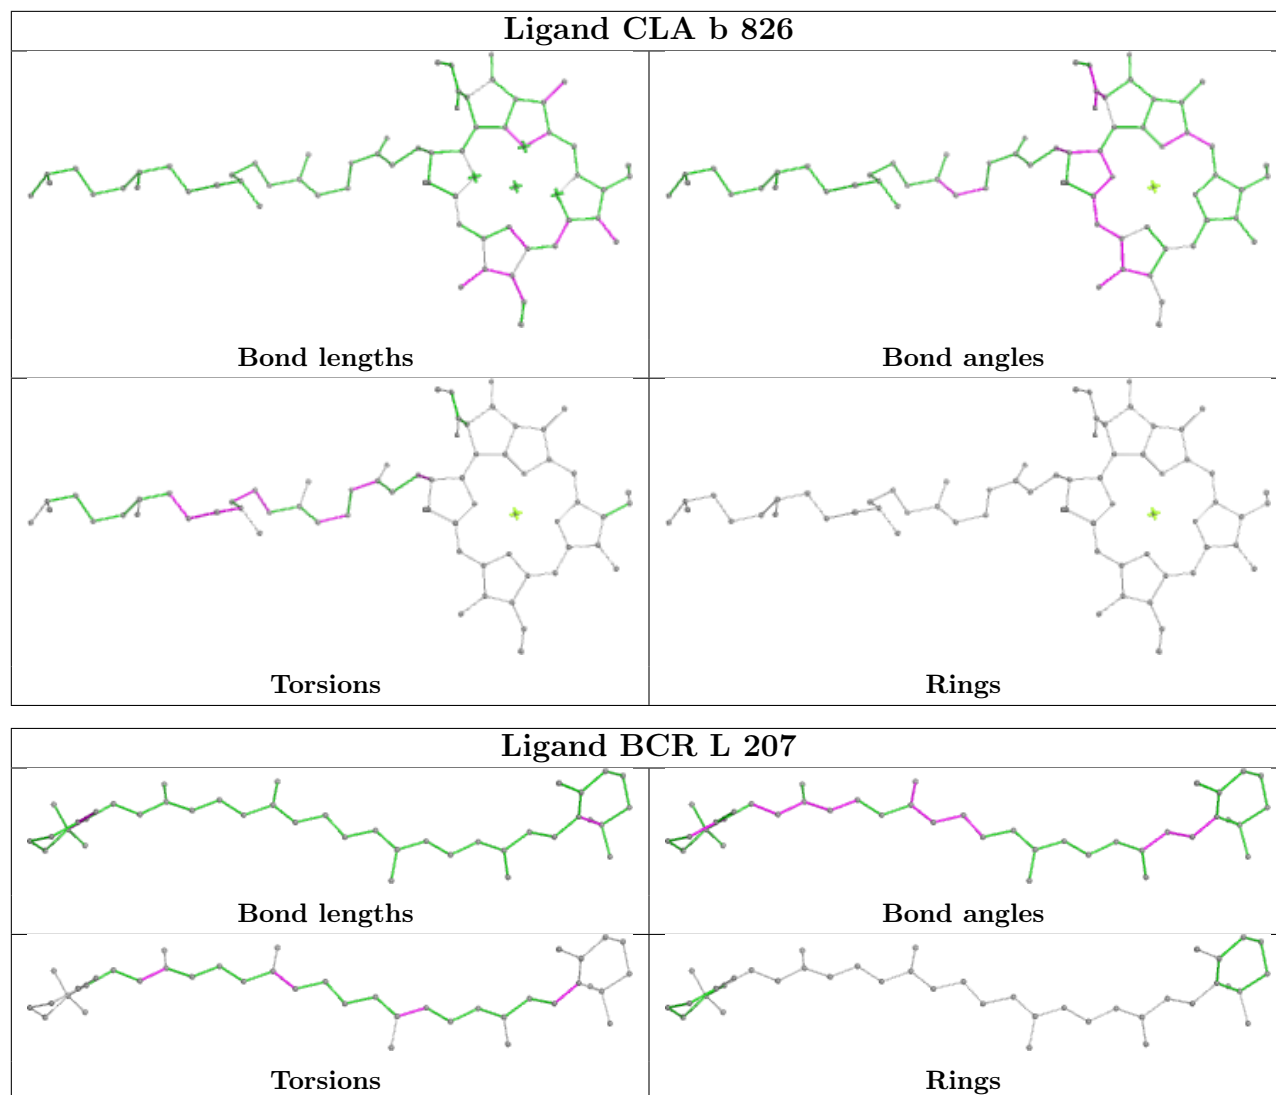 Ligand CLA b 826
Bond lengths
Bond angles
Torsions
Rings
Ligand BCR L 207
Bond lengths
Bond angles
Torsions
Rings